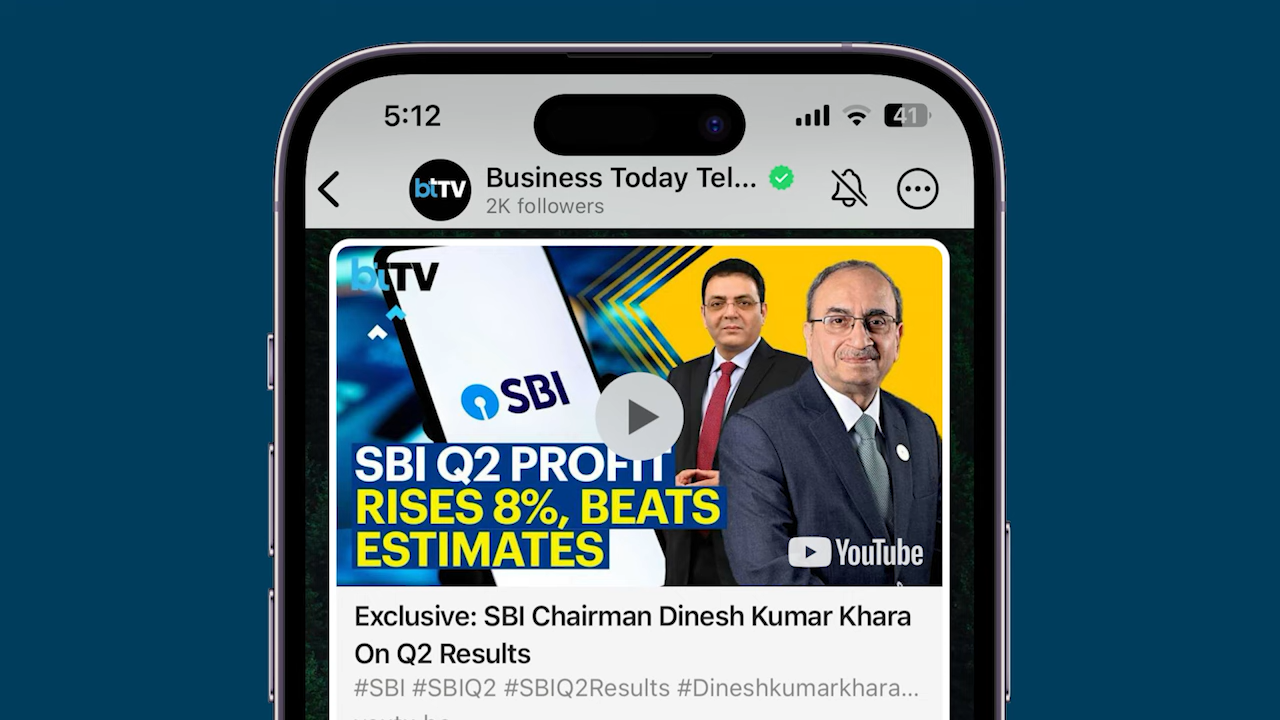 5:12
41
btTV
Business Today Tel...
2K followers
btTV
SBI
SBI Q2 PROFIT
RISES 8%, BEATS
ESTIMATES
YouTube
Exclusive: SBI Chairman Dinesh Kumar Khara
On Q2 Results
#SBI #SBIQ2 #SBIQ2Results #Dineshkumarkhara...